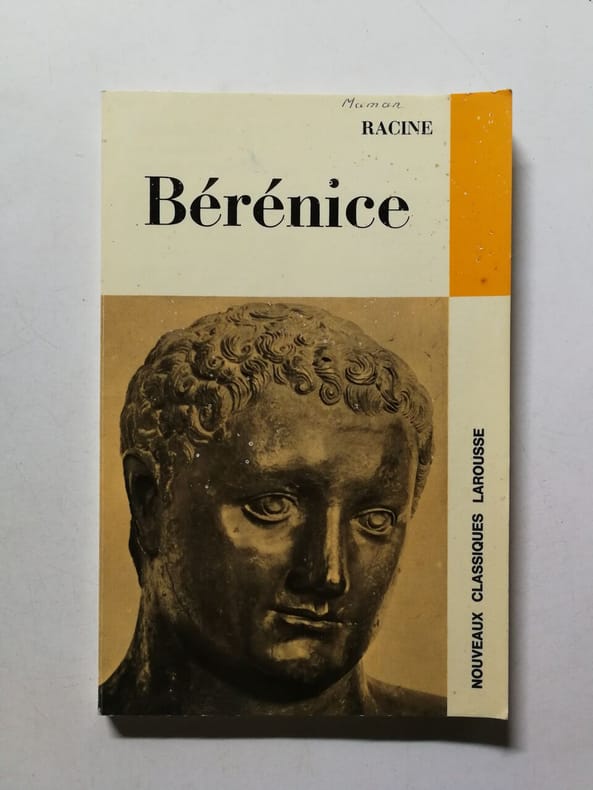 Maman
RACINE
Bérénice
NOUVEAUX CLASSIQUES LAROUSSE